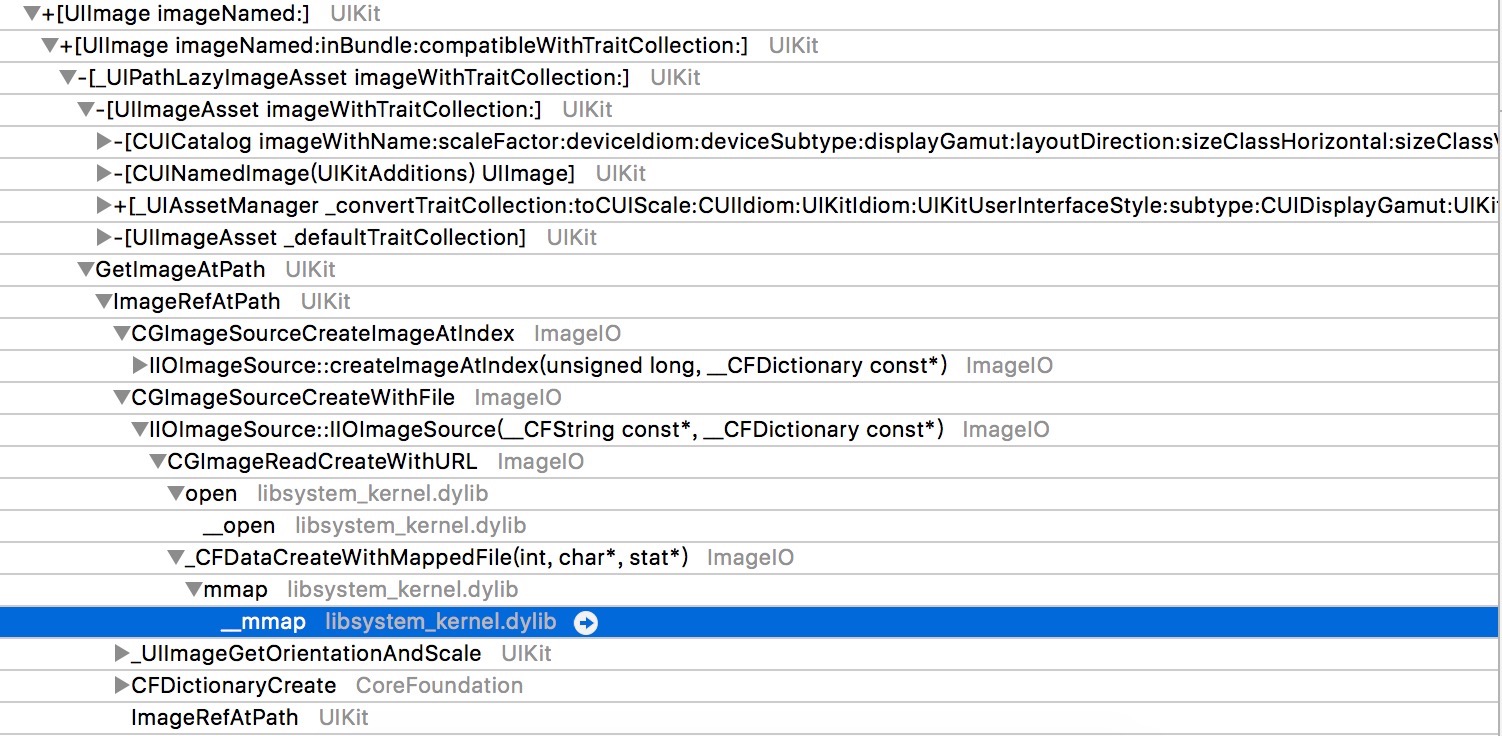 +[UIImage imageNamed:] UIKit
+[UIImage imageNamed:inBundle:compatibleWithTraitCollection:] UIKit
-[_UIPathLazyImageAsset imageWithTraitCollection:] UIKit
-[UIImageAsset imageWithTraitCollection:] UIKit
-[CUICatalog imageWithName:scaleFactor:deviceIdiom:deviceSubtype:displayGamut:layoutDirection:sizeClassHorizontal:sizeClassV
-[CUINamedImage(UIKitAdditions) UIImage] UIKit
+[_UIAssetManager _convertTraitCollection:toCUIScale:CUIIdiom:UIKitIdiom:UIKitUserInterfaceStyle:subtype:CUIDisplayGamut:UIKit
-[UIImageAsset _defaultTraitCollection] UIKit
GetImageAtPath UIKit
ImageRefAtPath UIKit
CGImageSourceCreateImageAtIndex ImageIO
IIOImageSource::createImageAtIndex(unsigned long, __CFDictionary const*) ImageIO
CGImageSourceCreateWithFile ImageIO
IIOImageSource::IIOImageSource(__CFString const*, __CFDictionary const*) ImageIO
CGImageReadCreateWithURL ImageIO
open libsystem_kernel.dylib
__open libsystem_kernel.dylib
_CFDataCreateWithMappedFile(int, char*, stat*) ImageIO
mmap libsystem_kernel.dylib
__mmap libsystem_kernel.dylib
_UIImageGetOrientationAndScale UIKit
CFDictionaryCreate CoreFoundation
ImageRefAtPath UIKit